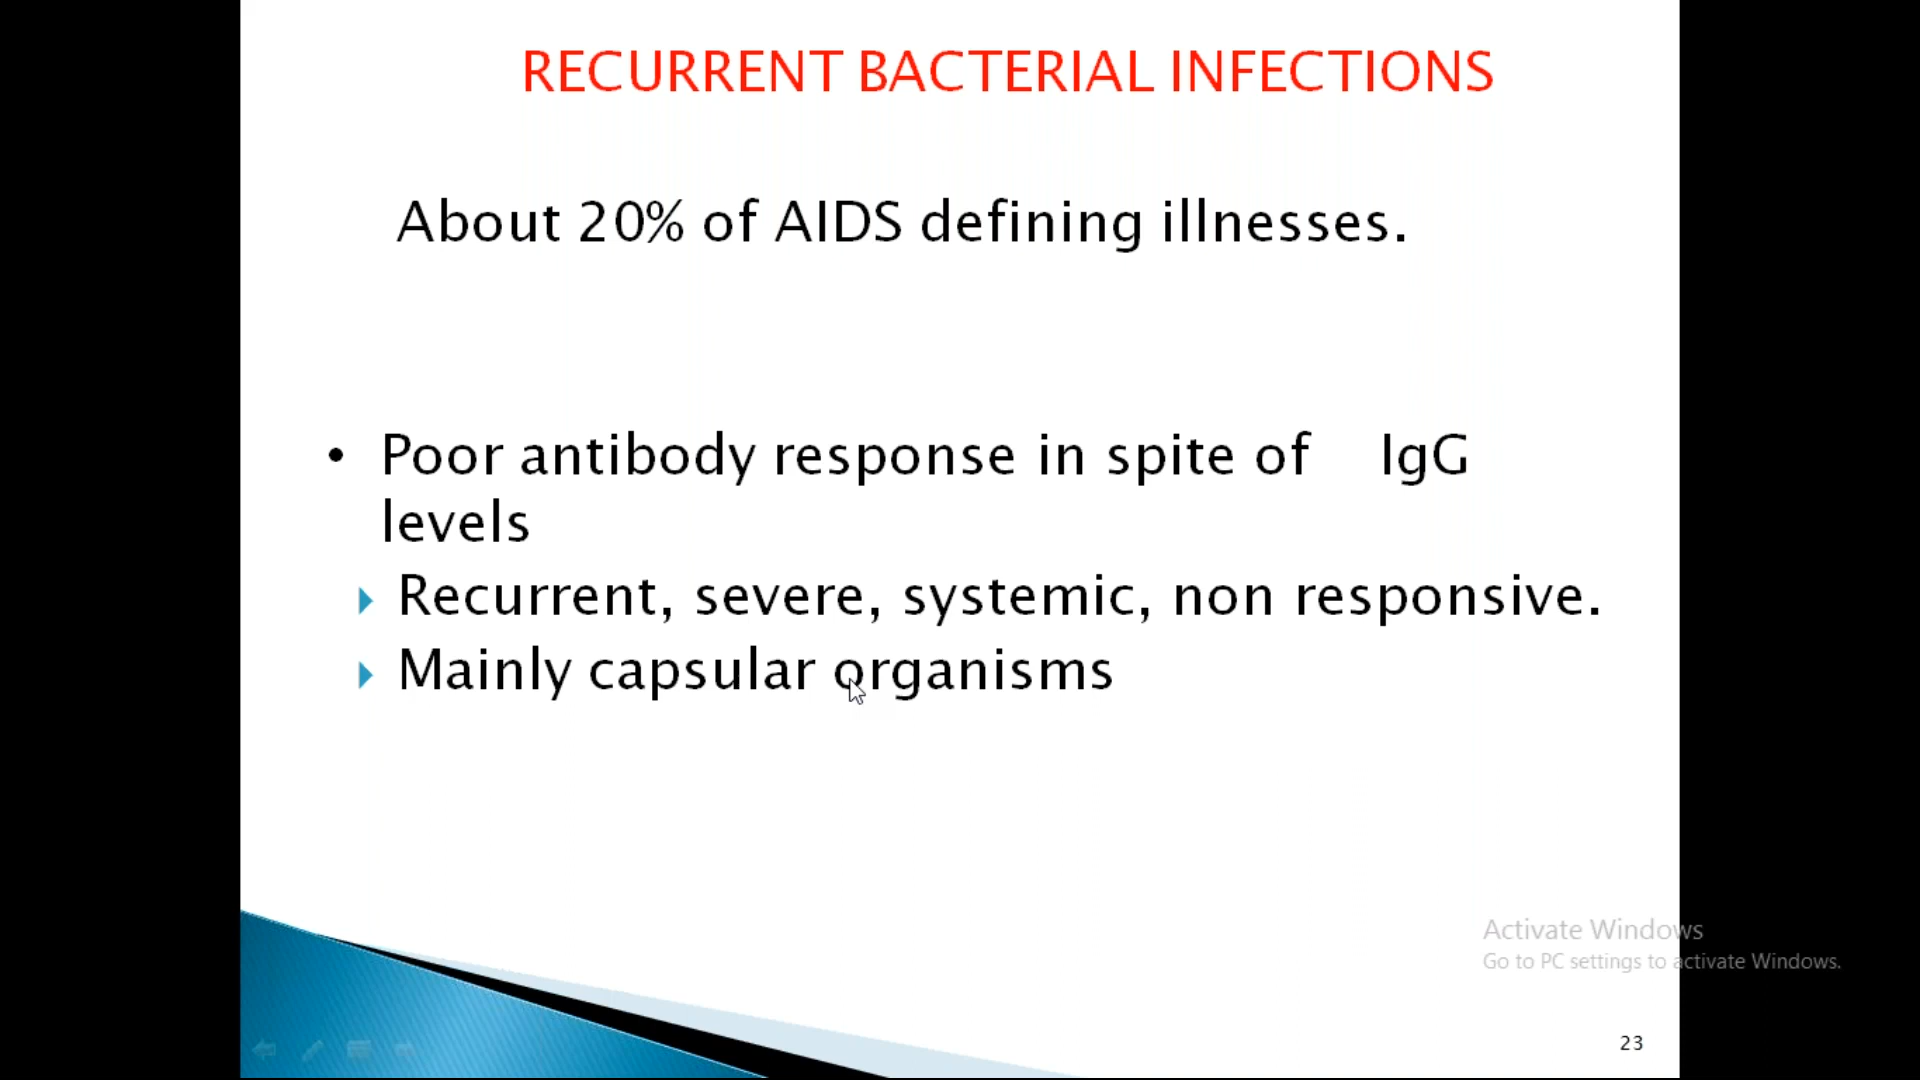 RECURRENT BACTERIAL INFECTIONS
About 20% of AIDS defining illnesses.
• Poor antibody response in spite of IgG
levels
Recurrent, severe, systemic, non responsive.
Mainly capsular organisms
Activate Windows
Go to PC settings to activate Windows.
23